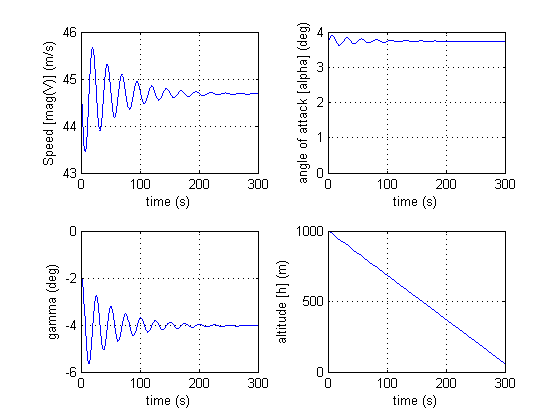 46
45
44
43
Speed [mag(V)] (m/s)
0 100 200 300
time (s)
4
3
2
1
0
angle of attack [alpha] (deg)
0 100 200 300
time (s)
0
-2
-4
-6
gamma (deg)
0 100 200 300
time (s)
1000
500
0
altitude [h] (m)
0 100 200 300
time (s)